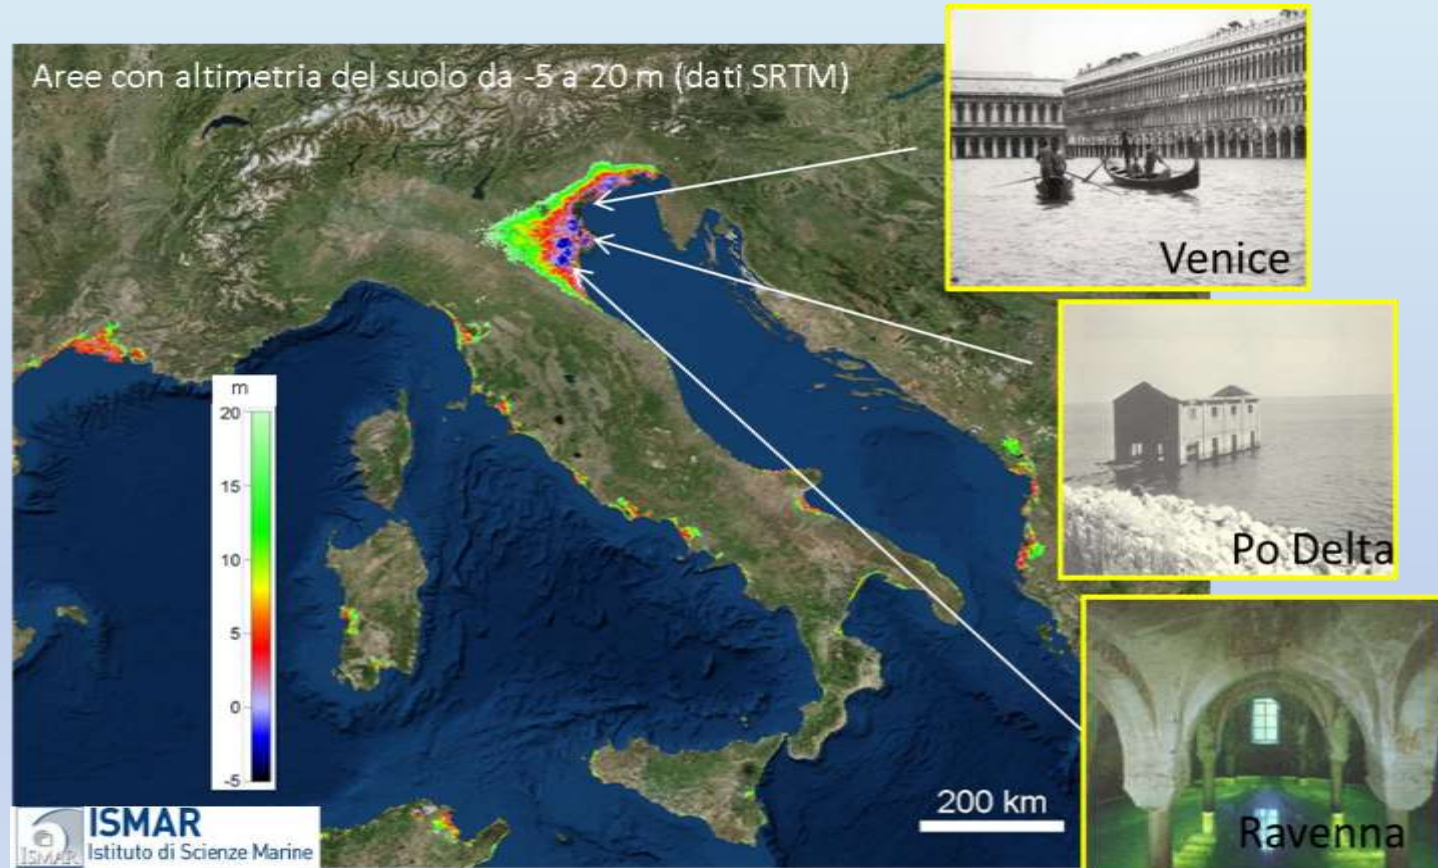 Aree con altimetria del suolo da -5 a 20 m (dati SRTM)
Venice
Po Delta
Ravenna
m
20
15
10
5
0
-5
200 km
ISMAR
Istituto di Scienze Marine
ISMAR